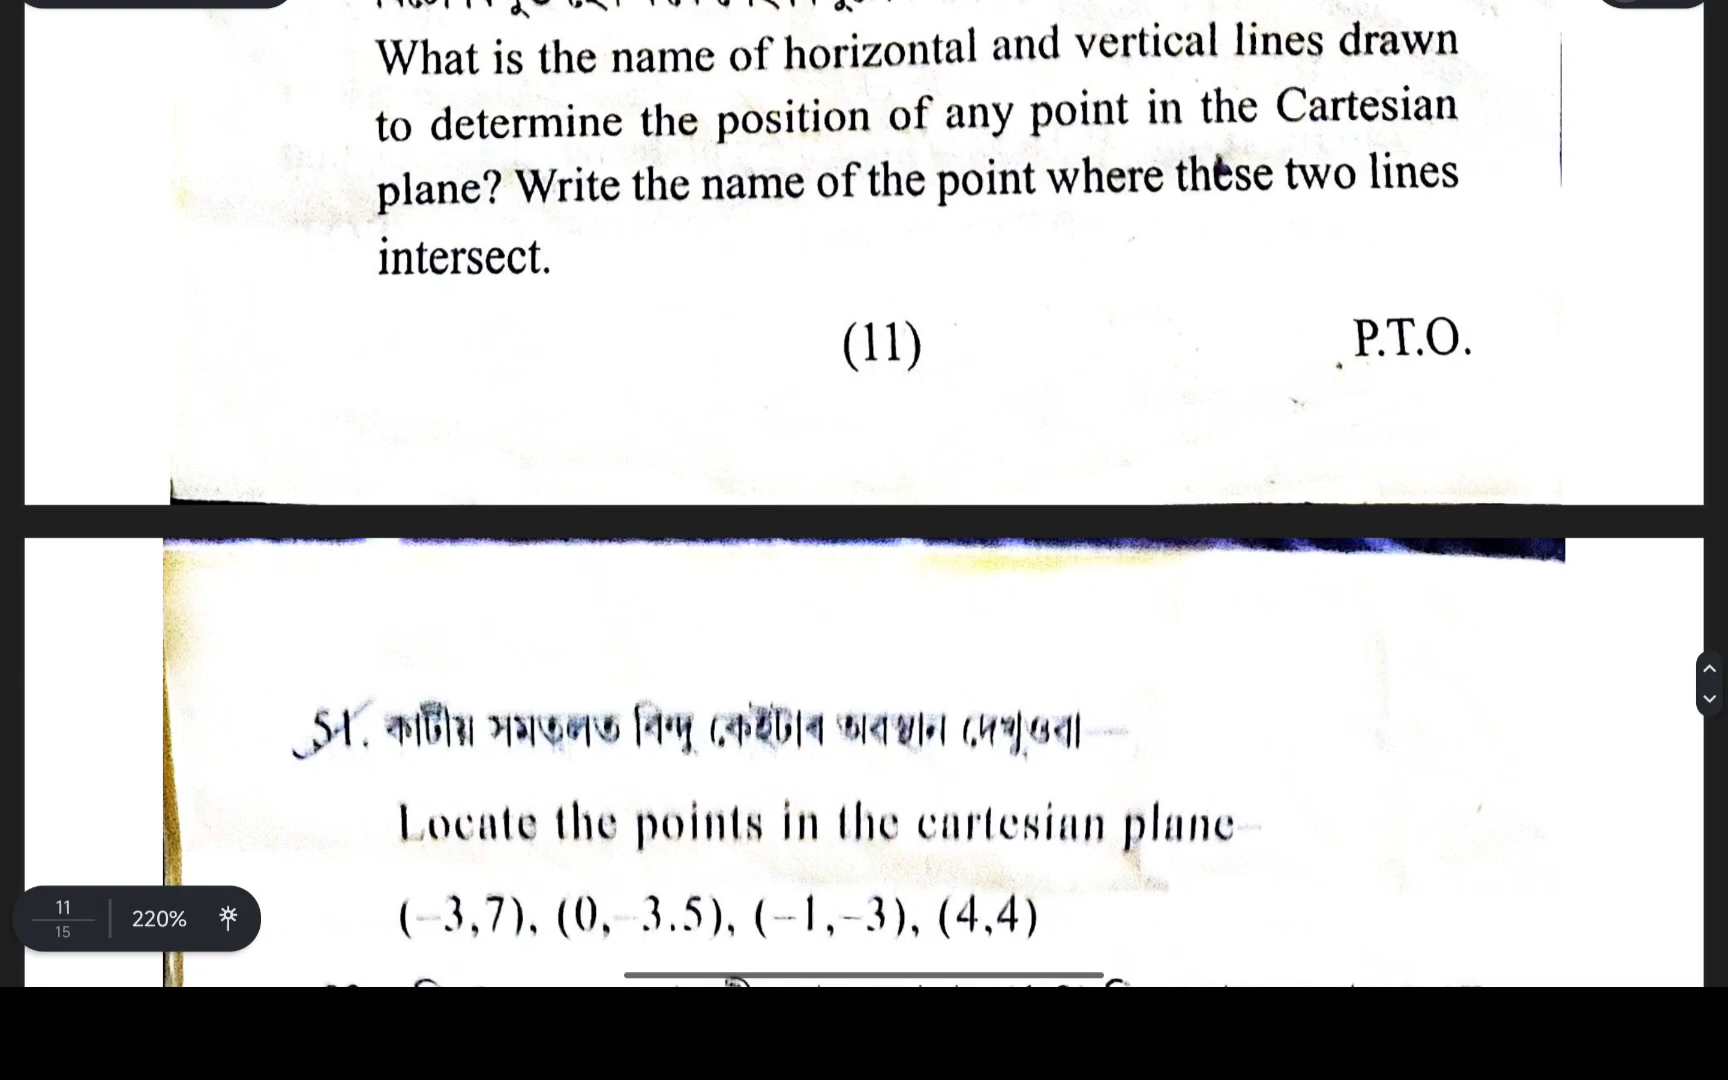 What is the name of horizontal and vertical lines drawn
to determine the position of any point in the Cartesian
plane? Write the name of the point where these two lines
intersect.
(11)
P.T.O.
51. কাৰ্টীয় সমতলত বিন্দু কেইটাৰ অৱস্থান দেখুওৱা—
Locate the points in the cartesian plane–
(–3,7), (0,–3.5), (–1,–3), (4,4)
11
15
220%